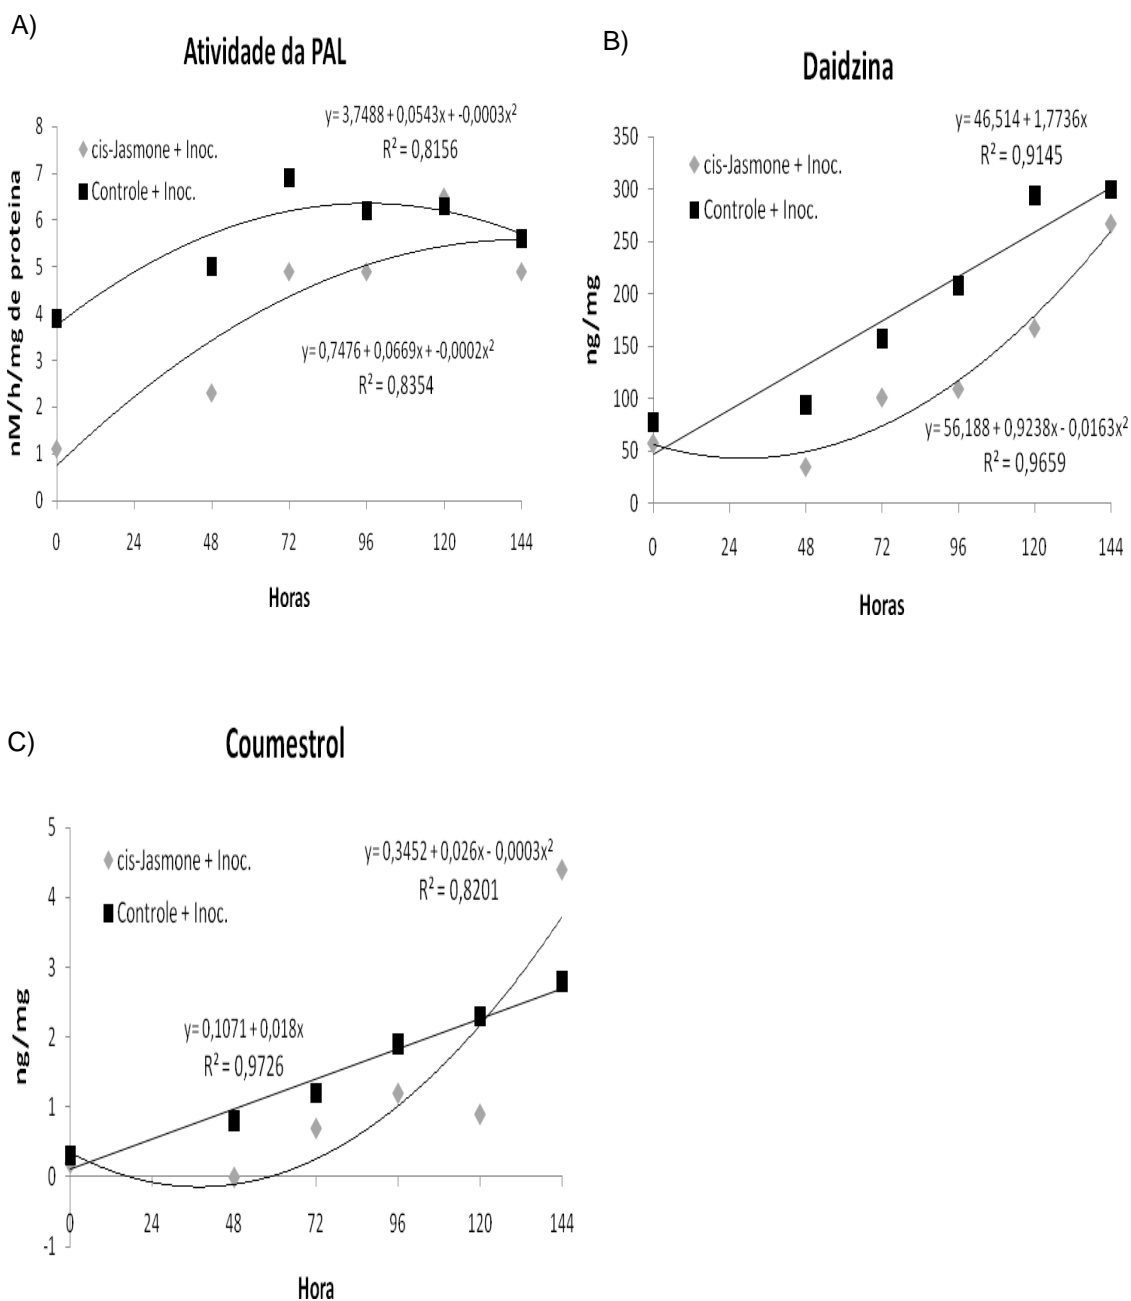 A)
Atividade da PAL
y= 3,7488 + 0,0543x + -0,0003x²
R² = 0,8156
cis-Jasmone + Inoc.
Controle + Inoc.
nM/h/mg de proteina
8
7
6
5
4
3
2
1
0
y= 0,7476 + 0,0669x + -0,0002x²
R² = 0,8354
0 24 48 72 96 120 144
Horas
B)
Daidzina
y= 46,514 + 1,7736x
R² = 0,9145
cis-Jasmone + Inoc.
Controle + Inoc.
ng/mg
350
300
250
200
150
100
50
0
y= 56,188 + 0,9238x - 0,0163x²
R² = 0,9659
0 24 48 72 96 120 144
Horas
C)
Coumestrol
y= 0,3452 + 0,026x - 0,0003x²
R² = 0,8201
cis-Jasmone + Inoc.
Controle + Inoc.
ng/mg
5
4
3
2
1
0
-1
y= 0,1071 + 0,018x
R² = 0,9726
0 24 48 72 96 120 144
Hora